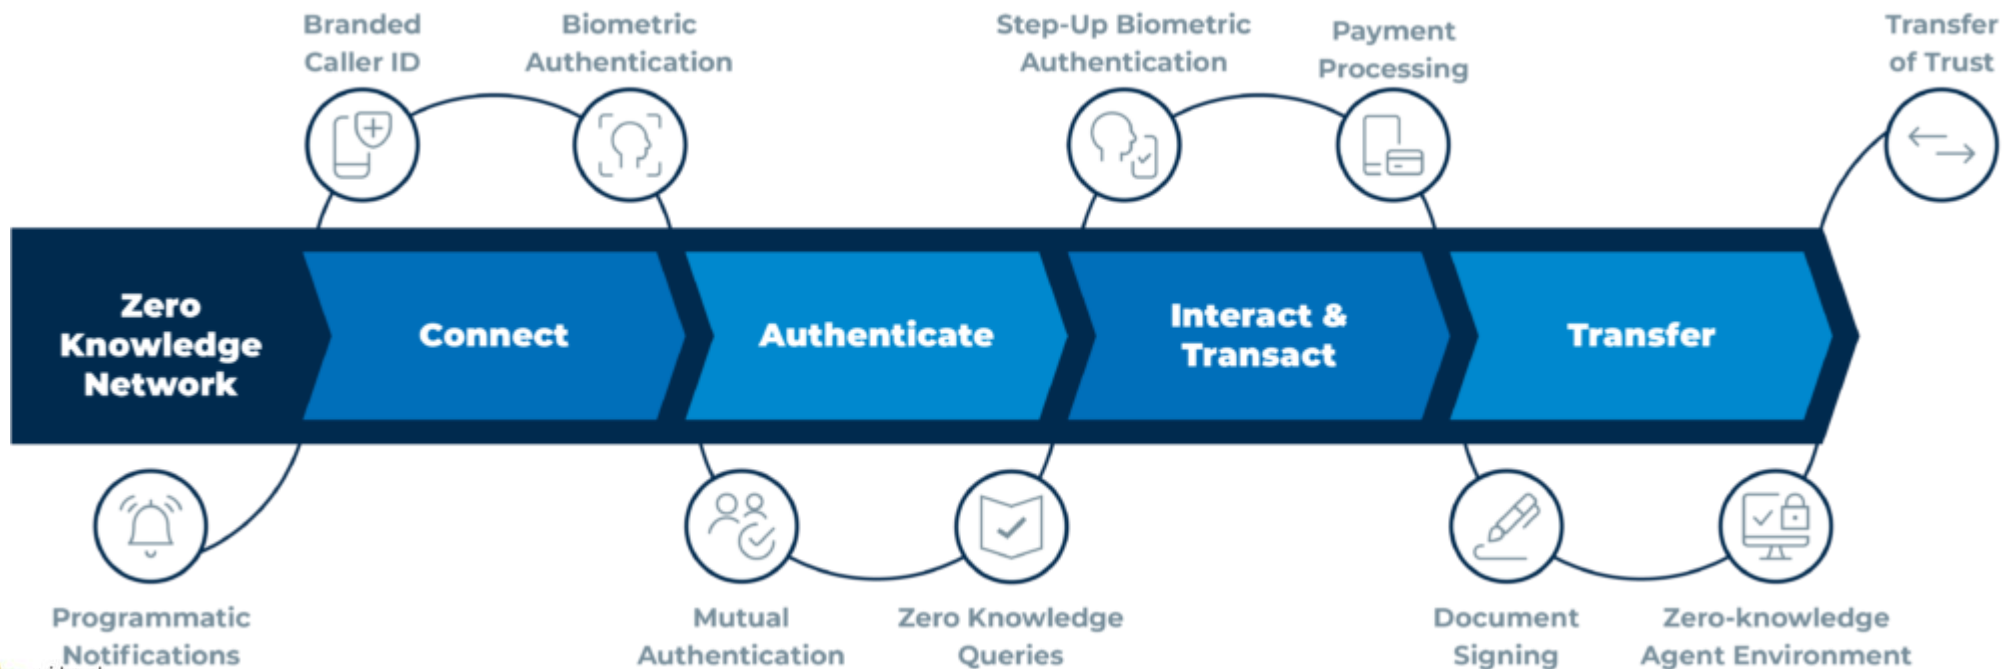 Branded
Caller ID
Biometric
Authentication
Step-Up Biometric
Authentication
Payment
Processing
Transfer
of Trust
Zero
Knowledge
Network
Connect
Authenticate
Interact &
Transact
Transfer
Programmatic
Notifications
Mutual
Authentication
Zero Knowledge
Queries
Document
Signing
Zero-knowledge
Agent Environment